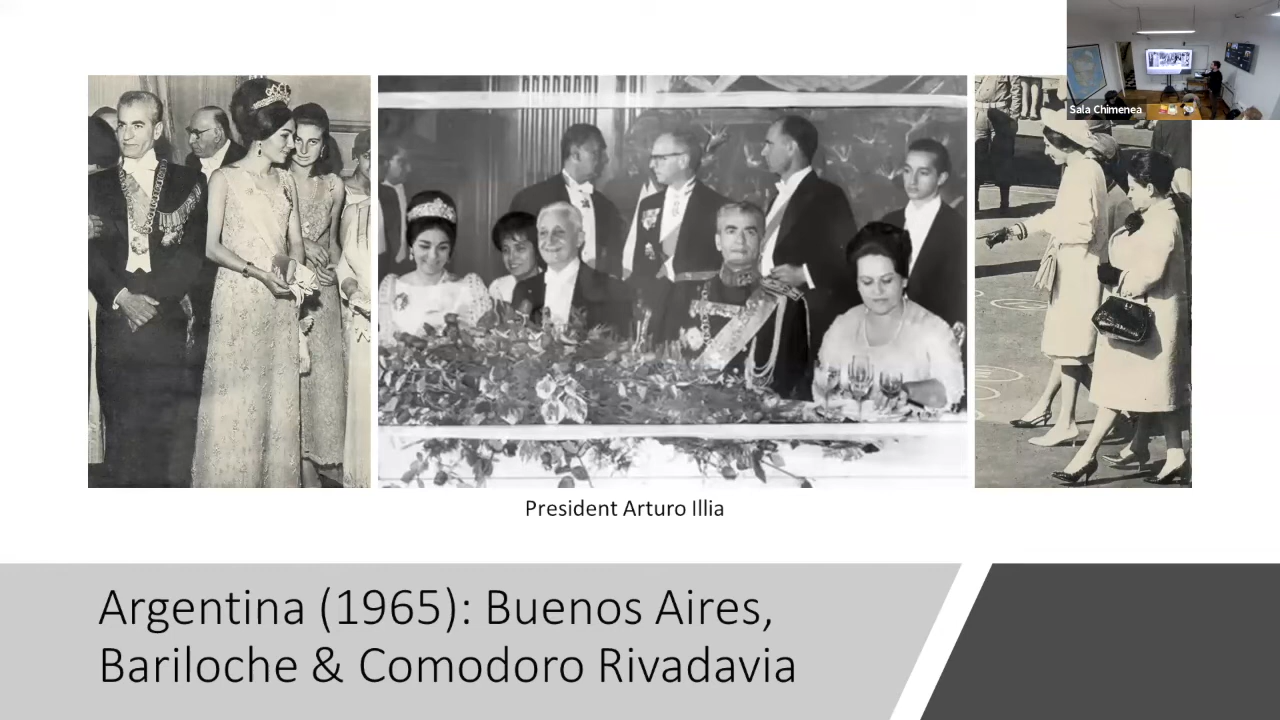 Sala Chimenea
President Arturo Illia
Argentina (1965): Buenos Aires,
Bariloche & Comodoro Rivadavia